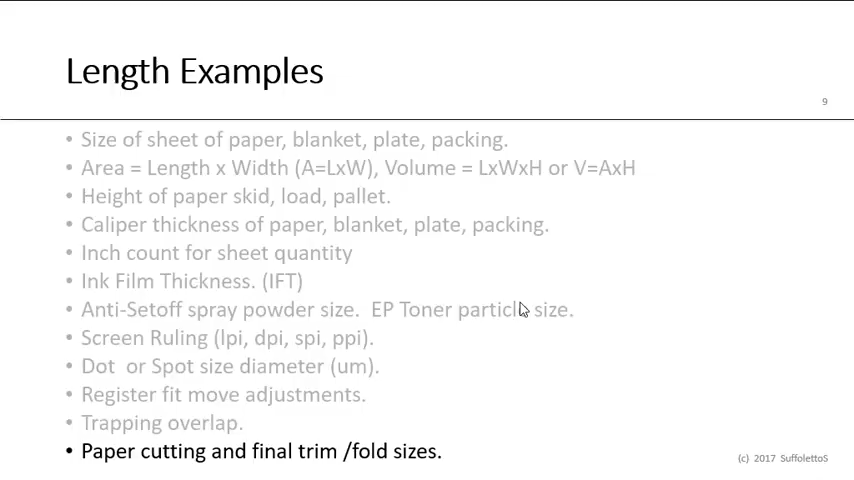 Length Examples
9
• Size of sheet of paper, blanket, plate, packing.
• Area = Length x Width (A=LxW), Volume = LxWxH or V=AxH
• Height of paper skid, load, pallet.
• Caliper thickness of paper, blanket, plate, packing.
• Inch count for sheet quantity
• Ink Film Thickness. (IFT)
• Anti-Setoff spray powder size.  EP Toner particle size.
• Screen Ruling (lpi, dpi, spi, ppi).
• Dot  or Spot size diameter (um).
• Register fit move adjustments.
• Trapping overlap.
• Paper cutting and final trim /fold sizes.
(c)  2017  SuffolettoS